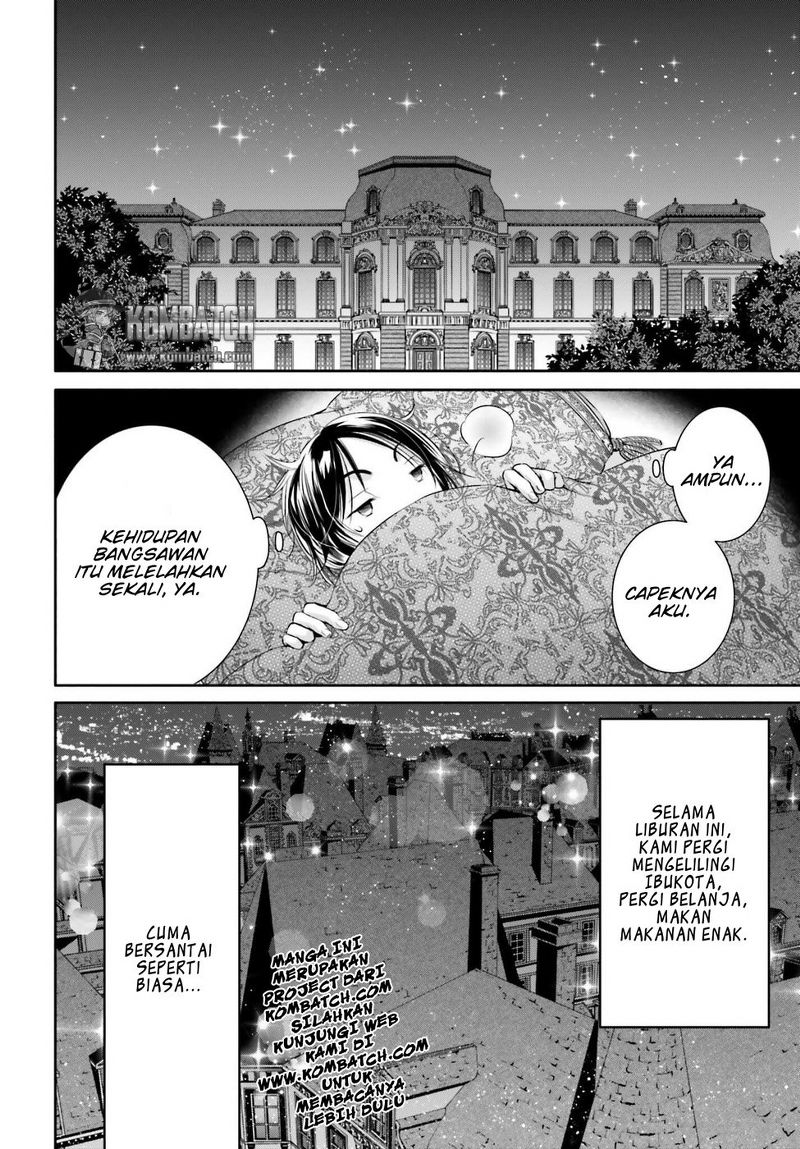 KOMBATCH
www.kombatch.com
YA
AMPUN...
CAPEKNYA
AKU.
KEHIDUPAN
BANGSAWAN
ITU MELELAHKAN
SEKALI, YA.
SELAMA
LIBURAN INI,
KAMI PERGI
MENGELILINGI
IBUKOTA,
PERGI BELANJA,
MAKAN
MAKANAN ENAK.
CUMA
BERSANTAI
SEPERTI
BIASA...
MANGA INI
MERUPAKAN
PROJECT DARI
KOMBATCH.COM
SILAHKAN
KUNJUNGI WEB
KAMI DI
WWW.KOMBATCH.COM
UNTUK
MEMBACANYA
LEBIH DULU